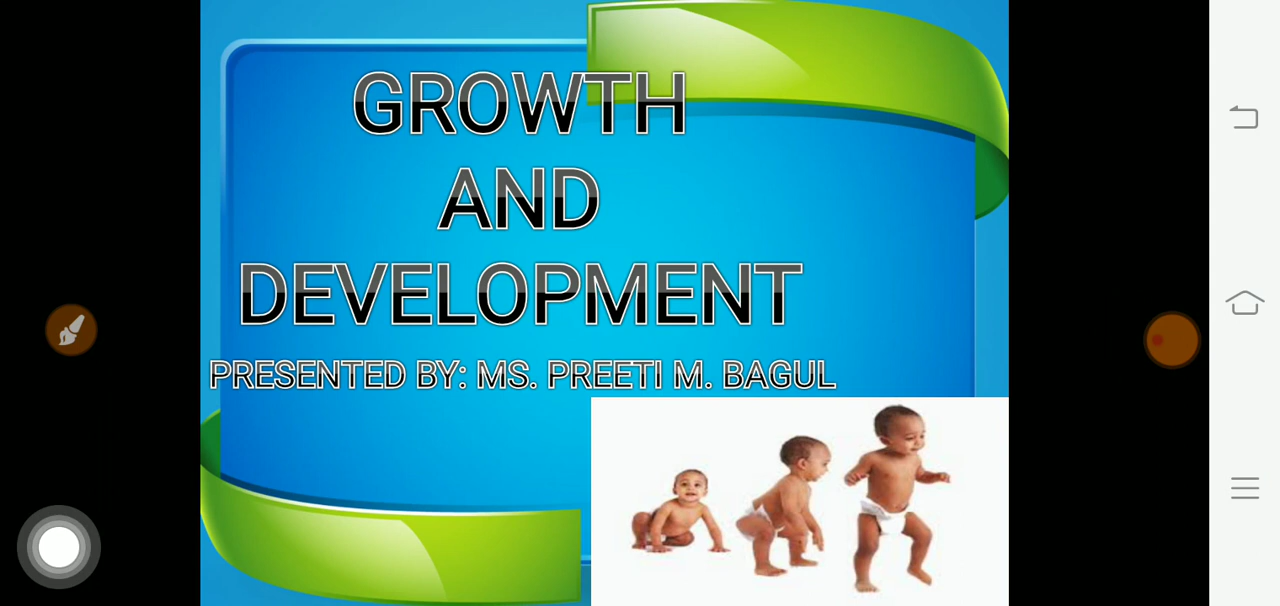 GROWTH
AND
DEVELOPMENT
PRESENTED BY: MS. PREETI M. BAGUL